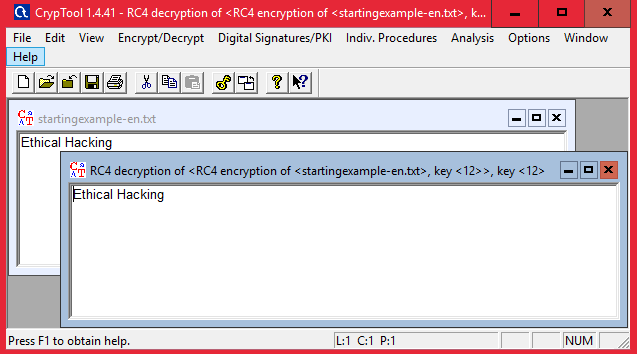 CrypTool 1.4.41 - RC4 decryption of <RC4 encryption of <startingexample-en.txt>, k...
File Edit View Encrypt/Decrypt Digital Signatures/PKI Indiv. Procedures Analysis Options Window
Help
startingexample-en.txt
Ethical Hacking
RC4 decryption of <RC4 encryption of <startingexample-en.txt>, key <12>>, key <12>
Ethical Hacking
Press F1 to obtain help. L:1 C:1 P:1 NUM